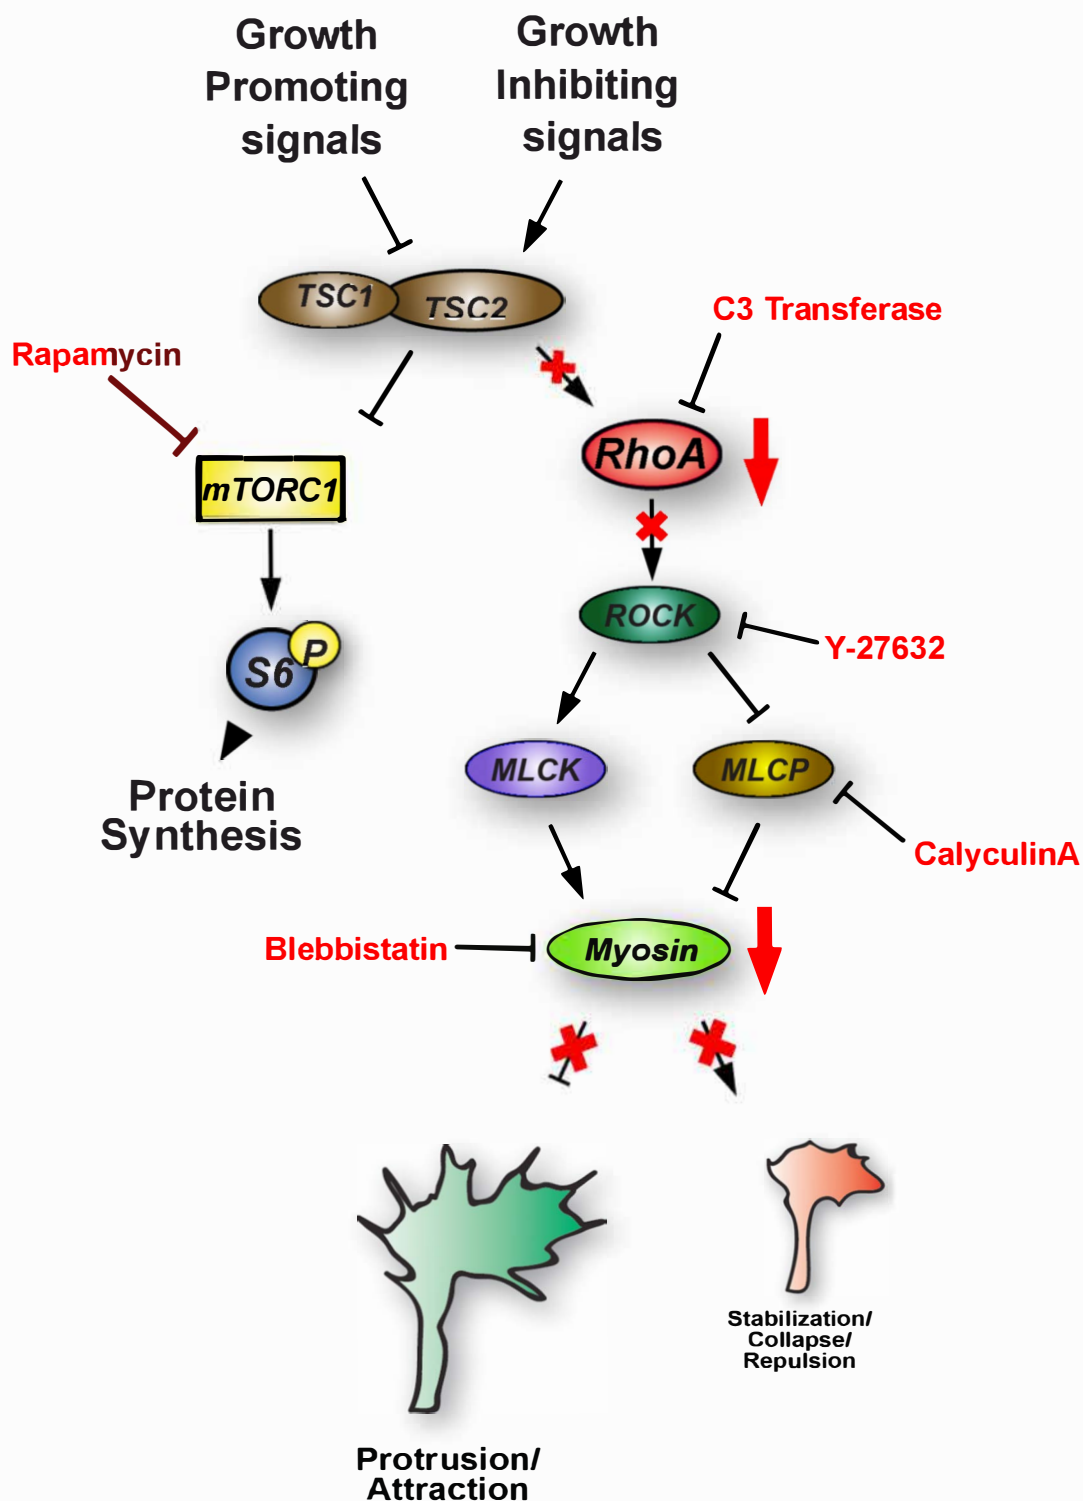 Growth
Promoting
signals
Growth
Inhibiting
signals
TSC1
TSC2
C3 Transferase
Rapamycin
RhoA
mTORC1
ROCK
Y-27632
S6
P
MLCK
MLCP
Protein
Synthesis
CalyculinA
Blebbistatin
Myosin
Stabilization/
Collapse/
Repulsion
Protrusion/
Attraction